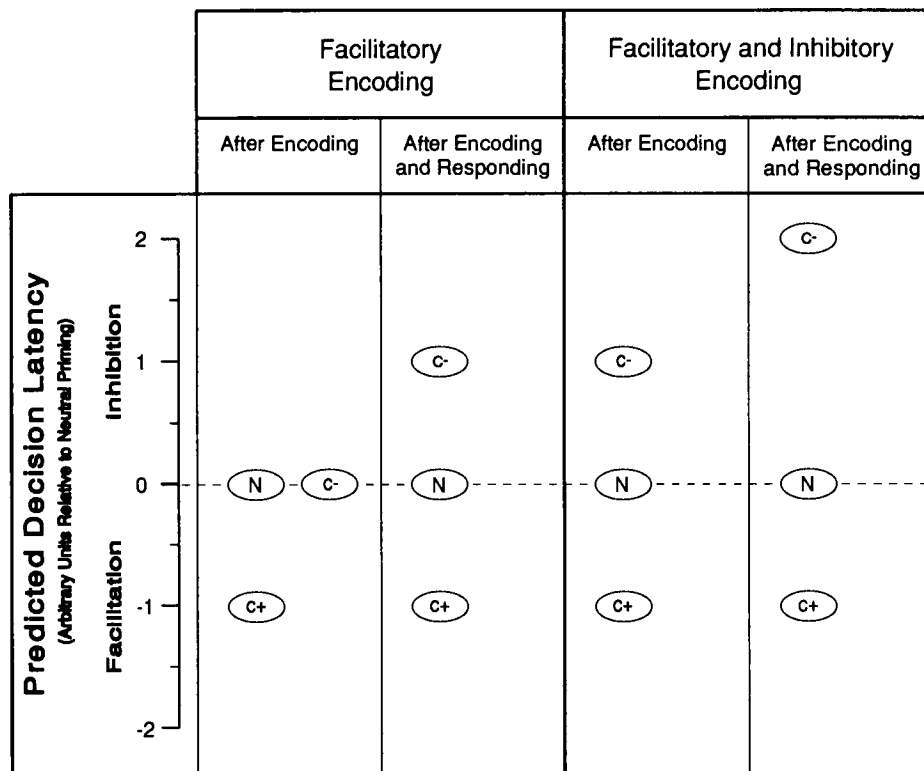 Facilitatory
Encoding
Facilitatory and Inhibitory
Encoding
After Encoding
After Encoding
and Responding
After Encoding
After Encoding
and Responding
Predicted Decision Latency
(Arbitrary Units Relative to Neutral Priming)
Inhibition
Facilitation
2
1
0
-1
-2
C-
C-
C-
N
C-
N
N
N
C+
C+
C+
C+